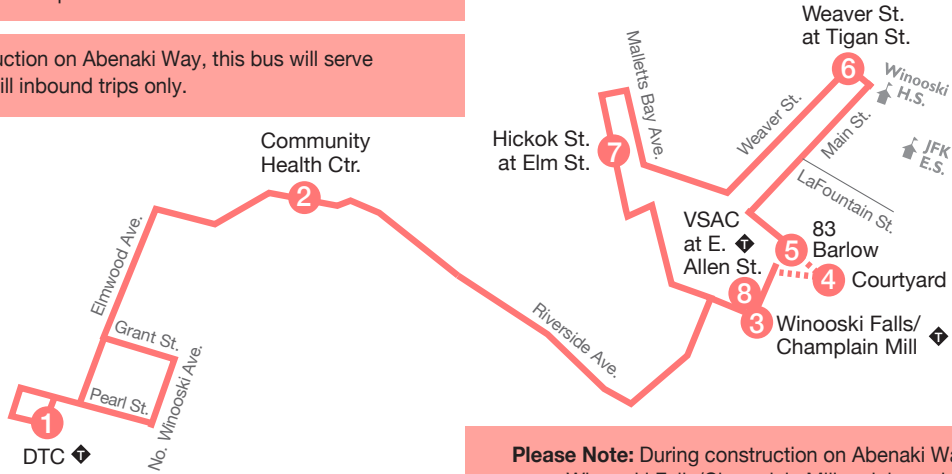 uction on Abenaki Way, this bus will serve
ill inbound trips only.
Community
Health Ctr.
2
Elmwood Ave.
Grant St.
Pearl St.
No. Winooski Ave.
1
DTC T
Riverside Ave.
Weaver St.
at Tigan St.
6
Winooski
H.S.
JFK
E.S.
Malletts Bay Ave.
Weaver St.
Main St.
LaFountain St.
Hickok St.
at Elm St.
7
VSAC
at E. T
Allen St.
8
5
83
Barlow
4
Courtyard
3
Winooski Falls/
Champlain Mill T
Please Note: During construction on Abenaki Wa